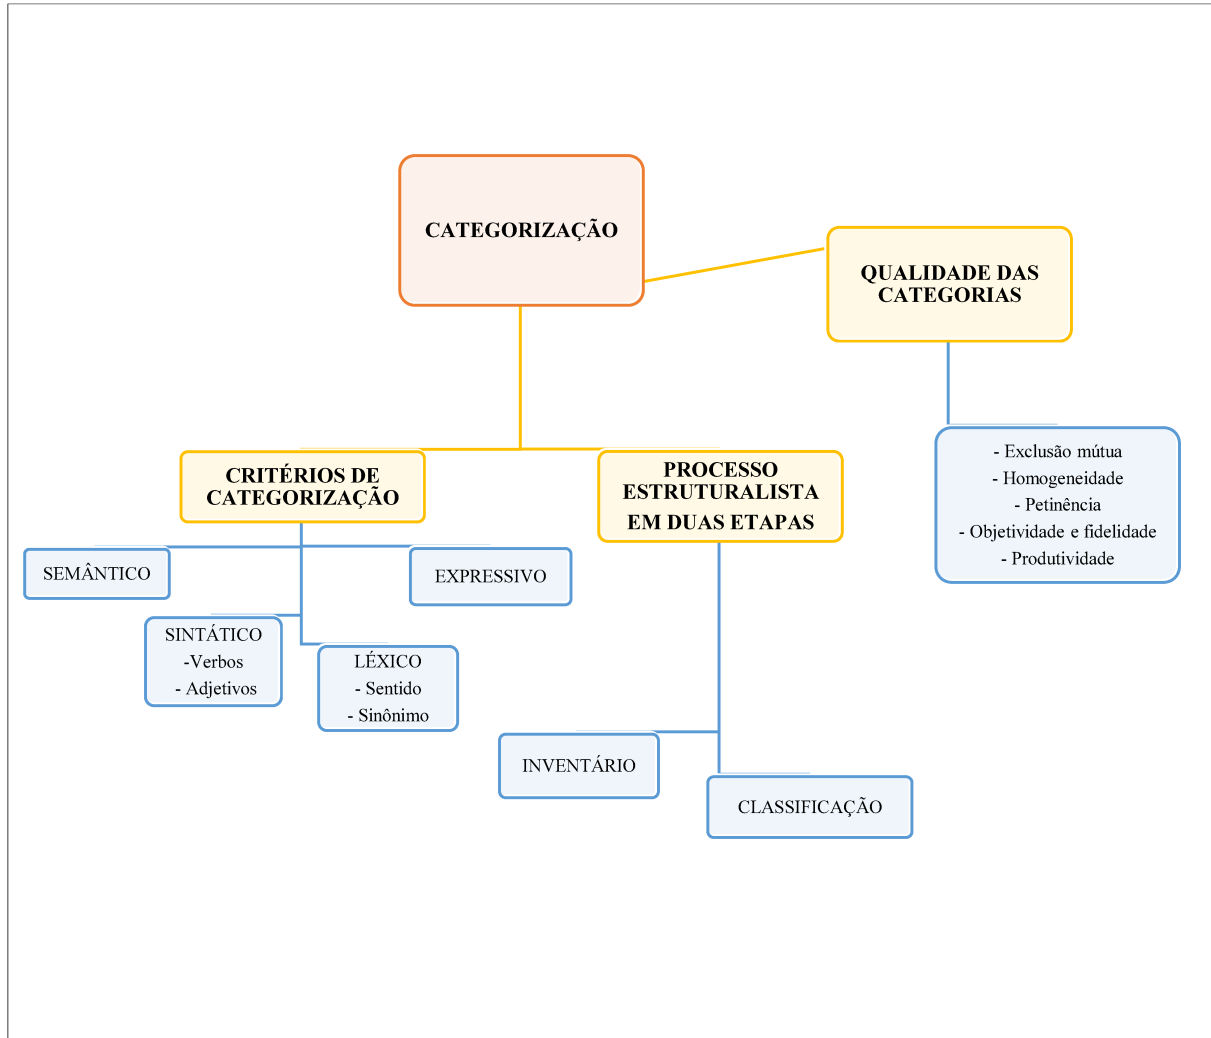 CATEGORIZAÇÃO
QUALIDADE DAS
CATEGORIAS
- Exclusão mútua
- Homogeneidade
- Petinência
- Objetividade e fidelidade
- Produtividade
CRITÉRIOS DE
CATEGORIZAÇÃO
PROCESSO
ESTRUTURALISTA
EM DUAS ETAPAS
SEMÂNTICO
EXPRESSIVO
SINTÁTICO
-Verbos
- Adjetivos
LÉXICO
- Sentido
- Sinônimo
INVENTÁRIO
CLASSIFICAÇÃO